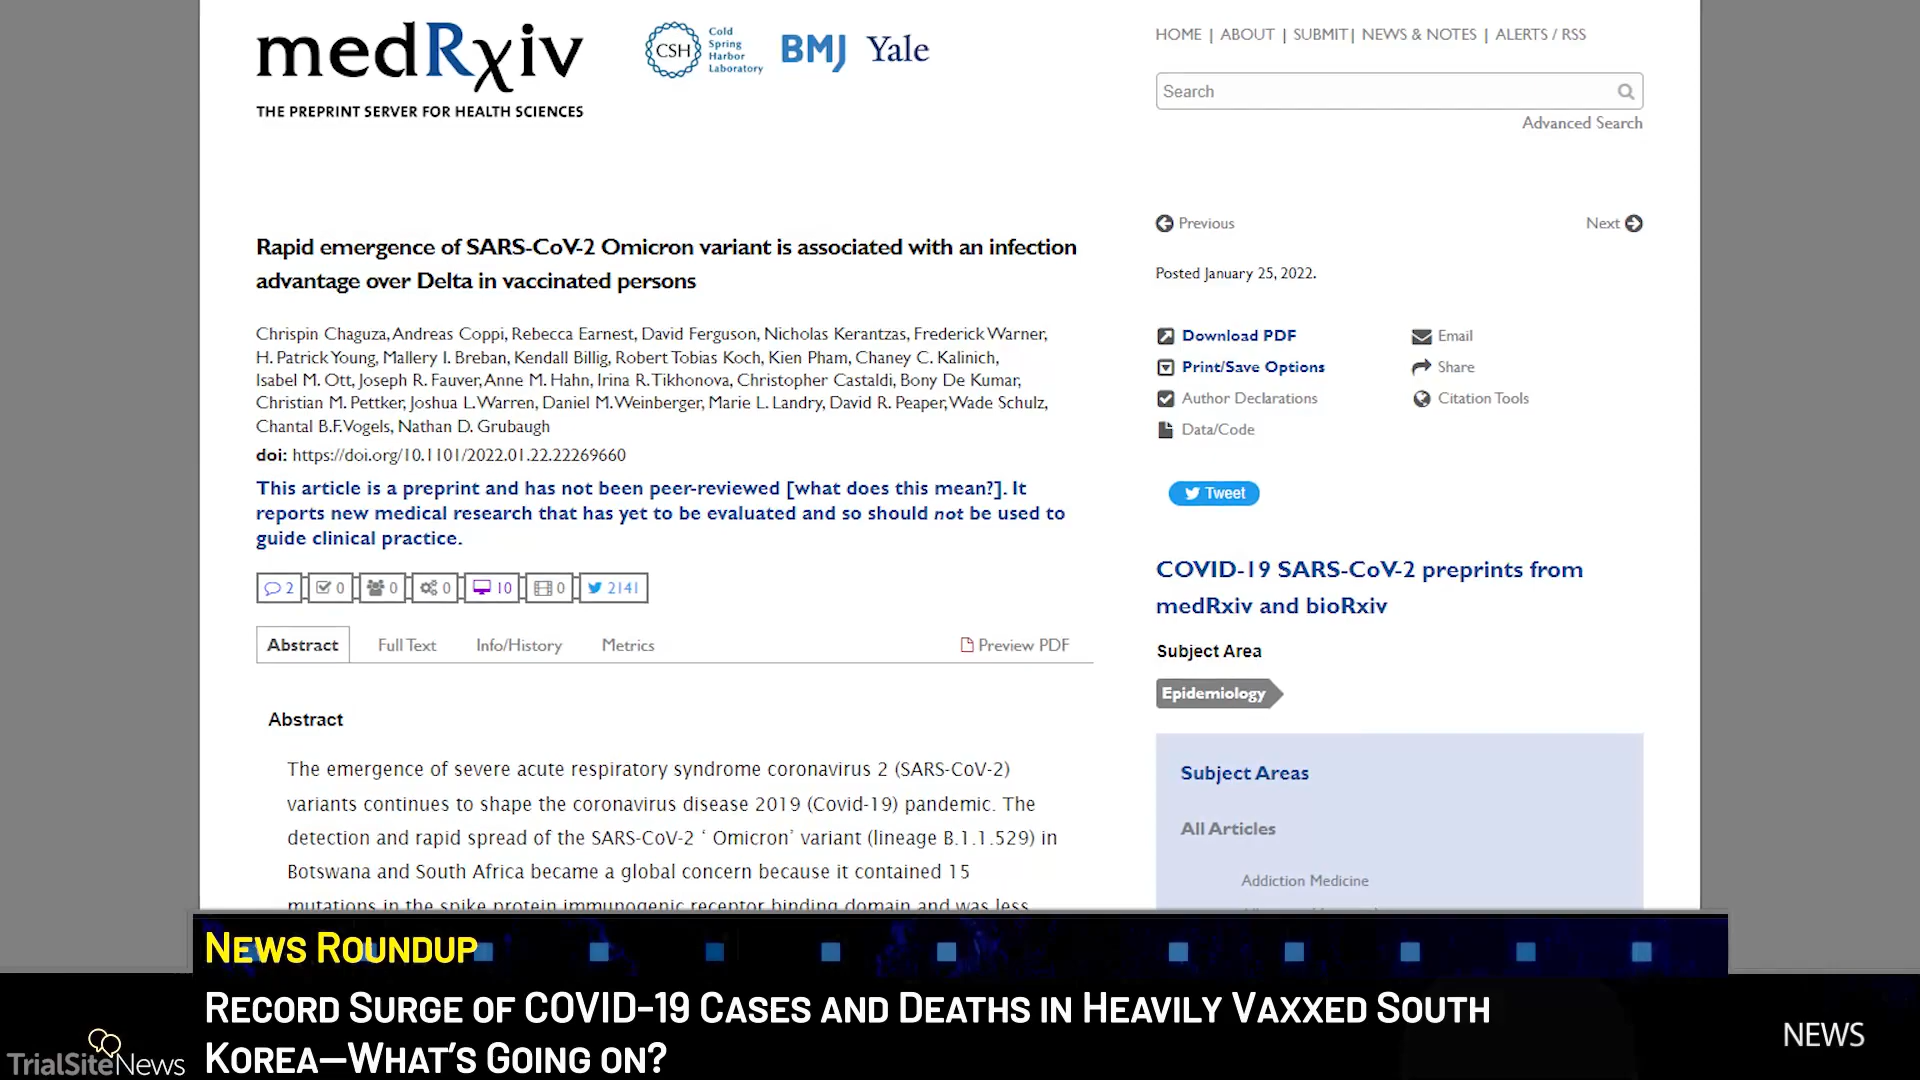 medRxiv
THE PREPRINT SERVER FOR HEALTH SCIENCES
CSH
Cold
Spring
Harbor
Laboratory
BMJ
Yale
HOME | ABOUT | SUBMIT | NEWS & NOTES | ALERTS / RSS
Search
Advanced Search
Previous
Next
Rapid emergence of SARS-CoV-2 Omicron variant is associated with an infection
advantage over Delta in vaccinated persons
Posted January 25, 2022.
Chrispin Chaguza, Andreas Coppi, Rebecca Earnest, David Ferguson, Nicholas Kerantzas, Frederick Warner,
H. Patrick Young, Mallery I. Breban, Kendall Billig, Robert Tobias Koch, Kien Pham, Chaney C. Kalinich,
Isabel M. Ott, Joseph R. Fauver, Anne M. Hahn, Irina R. Tikhonova, Christopher Castaldi, Bony De Kumar,
Christian M. Pettker, Joshua L. Warren, Daniel M. Weinberger, Marie L. Landry, David R. Peaper, Wade Schulz,
Chantal B.F. Vogels, Nathan D. Grubaugh
doi: https://doi.org/10.1101/2022.01.22.22269660
This article is a preprint and has not been peer-reviewed [what does this mean?]. It
reports new medical research that has yet to be evaluated and so should not be used to
guide clinical practice.
2 0 0 0 10 0 2141
Abstract Full Text Info/History Metrics Preview PDF
Download PDF
Print/Save Options
Author Declarations
Data/Code
Email
Share
Citation Tools
Tweet
COVID-19 SARS-CoV-2 preprints from
medRxiv and bioRxiv
Subject Area
Epidemiology
Subject Areas
All Articles
Addiction Medicine
Abstract
The emergence of severe acute respiratory syndrome coronavirus 2 (SARS-CoV-2)
variants continues to shape the coronavirus disease 2019 (Covid-19) pandemic. The
detection and rapid spread of the SARS-CoV-2 ‘ Omicron’ variant (lineage B.1.1.529) in
Botswana and South Africa became a global concern because it contained 15
mutations in the spike protein immunogenic receptor binding domain and was less
NEWS ROUNDUP
RECORD SURGE OF COVID-19 CASES AND DEATHS IN HEAVILY VAXXED SOUTH
KOREA—WHAT'S GOING ON?
TrialSiteNews
NEWS